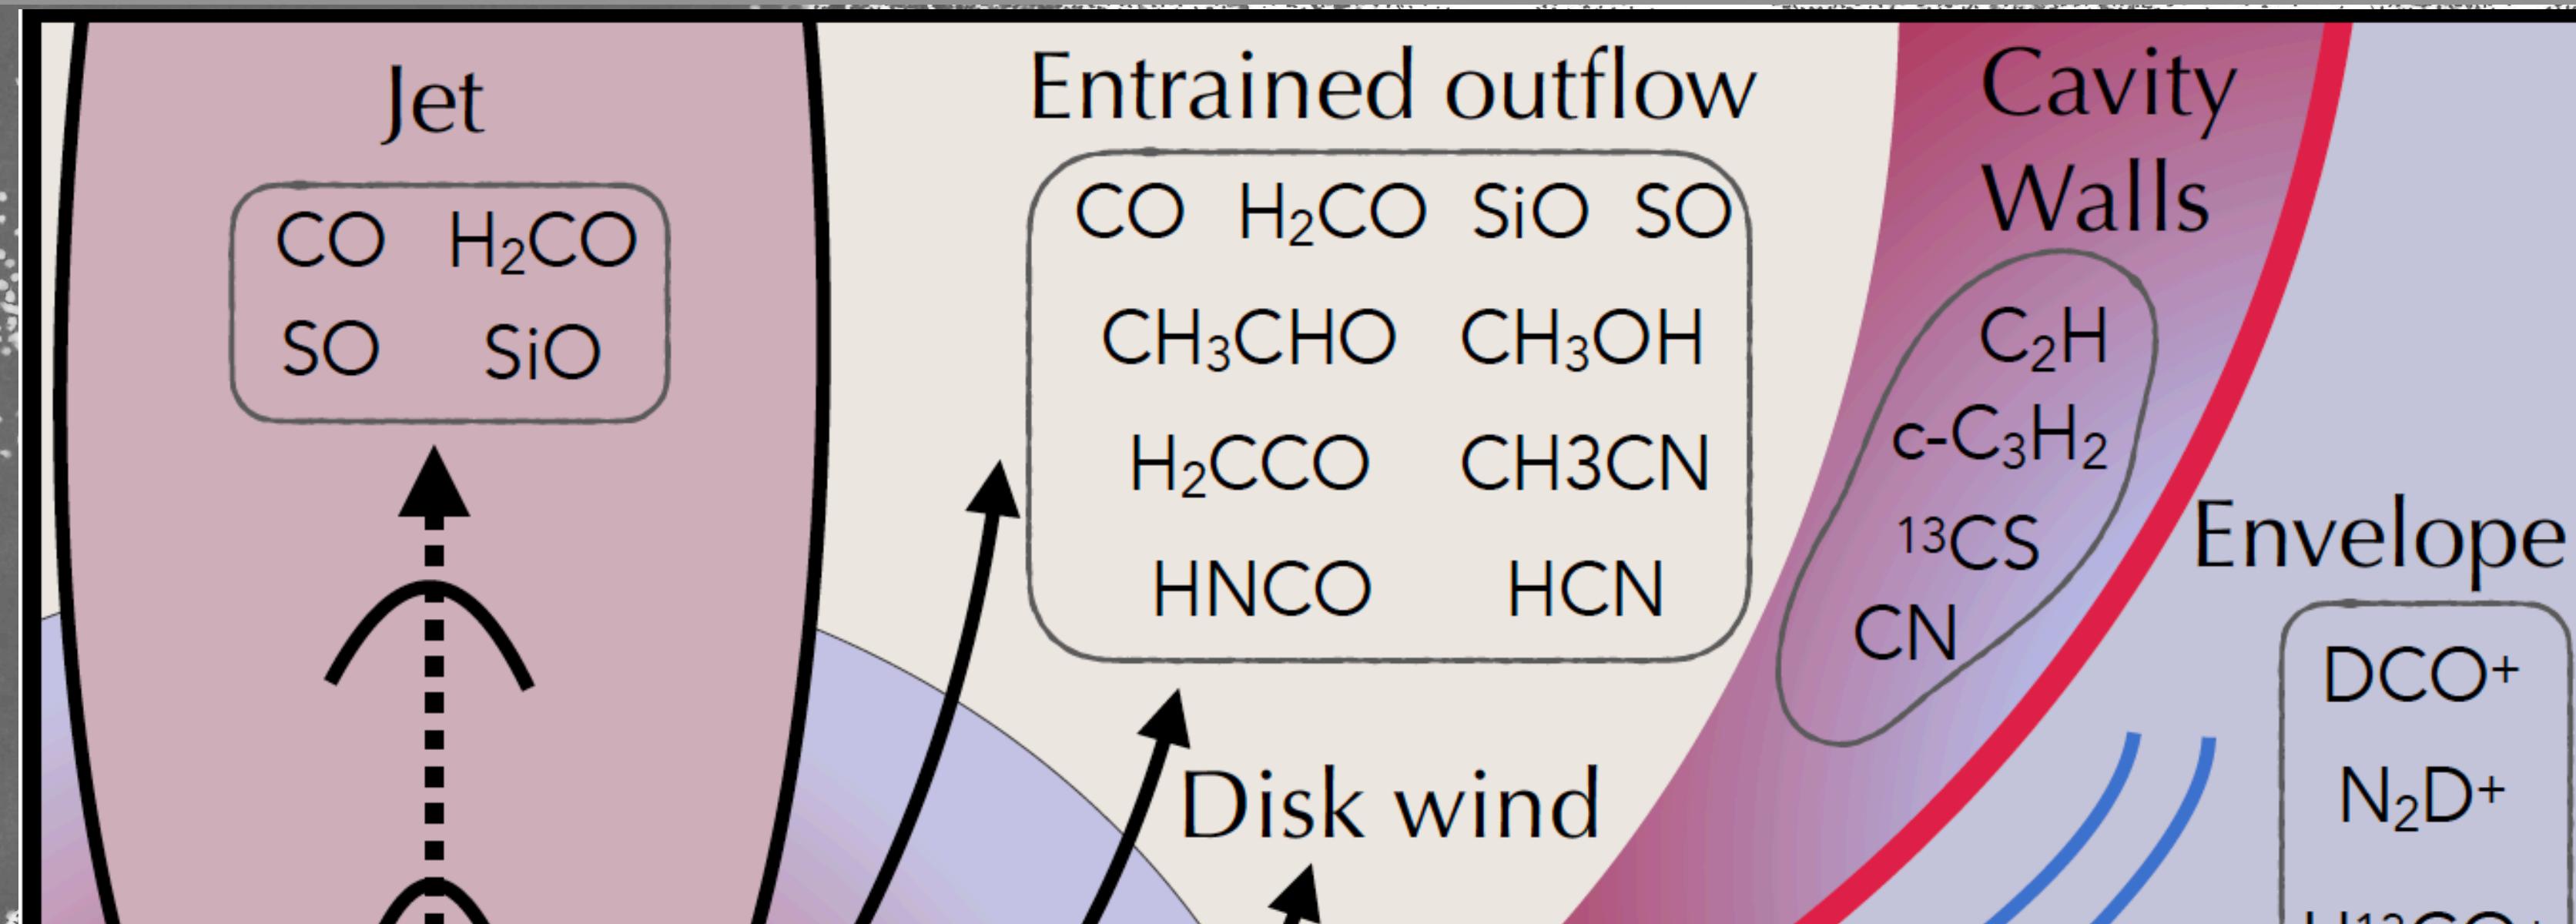 Jet
CO H₂CO
SO SiO
Entrained outflow
CO H₂CO SiO SO
CH₃CHO CH₃OH
H₂CCO CH3CN
HNCO HCN
Disk wind
Cavity
Walls
C₂H
c-C₃H₂
¹³CS
CN
Envelope
DCO⁺
N₂D⁺